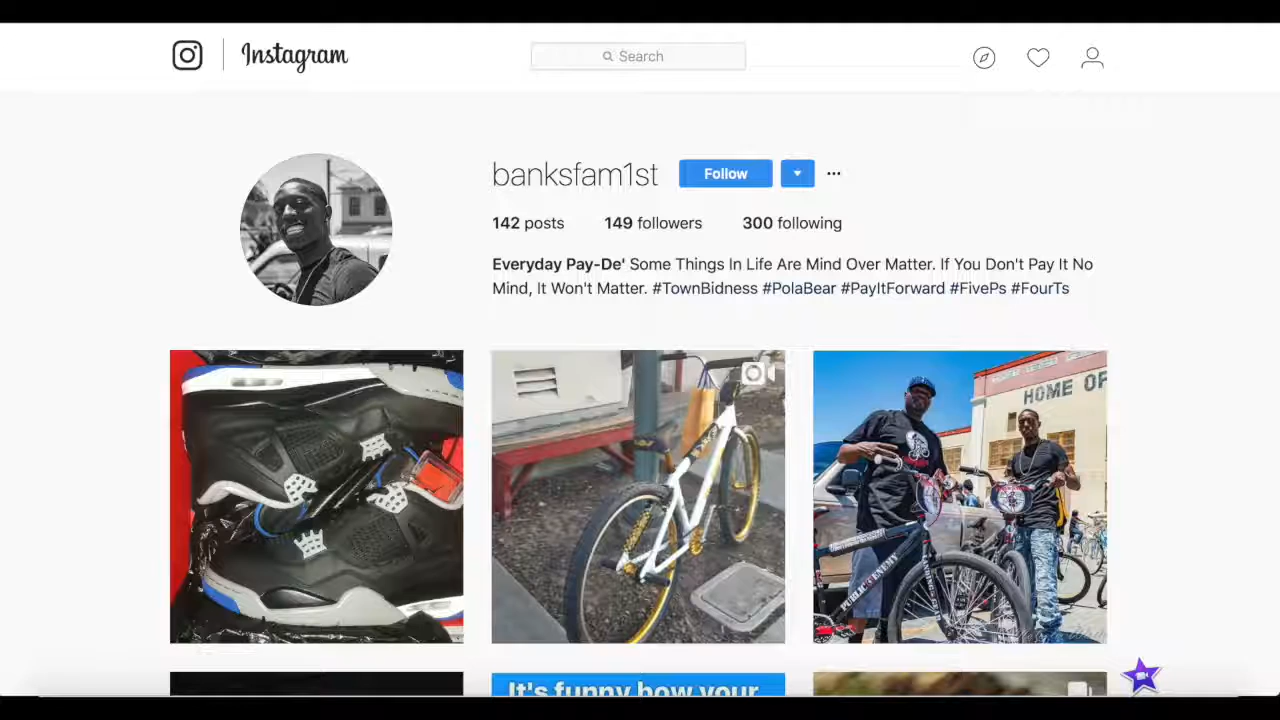 Instagram
Search
banksfam1st Follow
142 posts 149 followers 300 following
Everyday Pay-De' Some Things In Life Are Mind Over Matter. If You Don't Pay It No
Mind, It Won't Matter. #TownBidness #PolaBear #PayItForward #FivePs #FourTs
HOME OF
PUBLIC ENEMY
It's funny how your